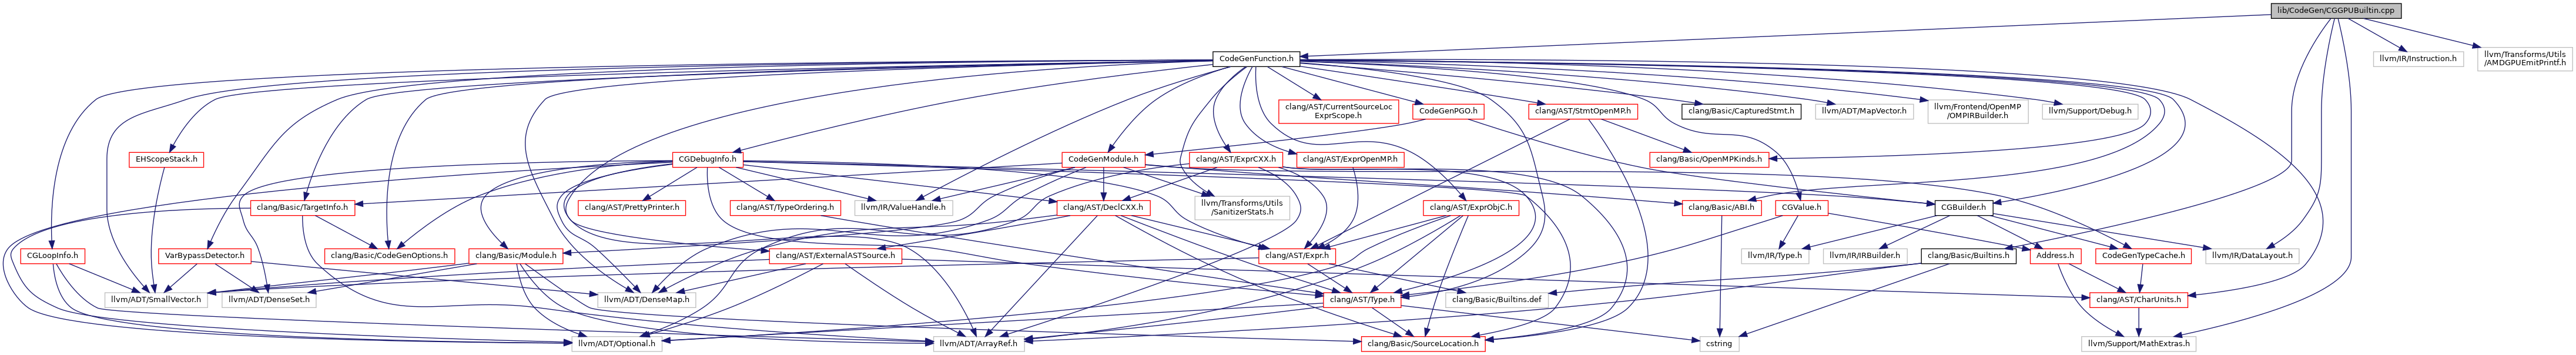 lib/CodeGen/CGGPUBuiltin.cpp
CodeGenFunction.h
llvm/IR/Instruction.h
llvm/Transforms/Utils
/AMDGPUEmitPrintf.h
clang/AST/CurrentSourceLoc
ExprScope.h
CodeGenPGO.h
clang/AST/StmtOpenMP.h
clang/Basic/CapturedStmt.h
llvm/ADT/MapVector.h
llvm/Frontend/OpenMP
/OMPIRBuilder.h
llvm/Support/Debug.h
EHScopeStack.h
CGDebugInfo.h
CodeGenModule.h
clang/AST/ExprCXX.h
clang/AST/ExprOpenMP.h
clang/Basic/OpenMPKinds.h
clang/Basic/TargetInfo.h
clang/AST/PrettyPrinter.h
clang/AST/TypeOrdering.h
llvm/IR/ValueHandle.h
clang/AST/DeclCXX.h
llvm/Transforms/Utils
/SanitizerStats.h
clang/AST/ExprObjC.h
clang/Basic/ABI.h
CGValue.h
CGBuilder.h
CGLoopInfo.h
VarBypassDetector.h
clang/Basic/CodeGenOptions.h
clang/Basic/Module.h
clang/AST/ExternalASTSource.h
clang/AST/Expr.h
llvm/IR/Type.h
llvm/IR/IRBuilder.h
clang/Basic/Builtins.h
Address.h
CodeGenTypeCache.h
llvm/IR/DataLayout.h
llvm/ADT/SmallVector.h
llvm/ADT/DenseSet.h
llvm/ADT/DenseMap.h
clang/AST/Type.h
clang/Basic/Builtins.def
clang/AST/CharUnits.h
llvm/ADT/Optional.h
llvm/ADT/ArrayRef.h
clang/Basic/SourceLocation.h
cstring
llvm/Support/MathExtras.h